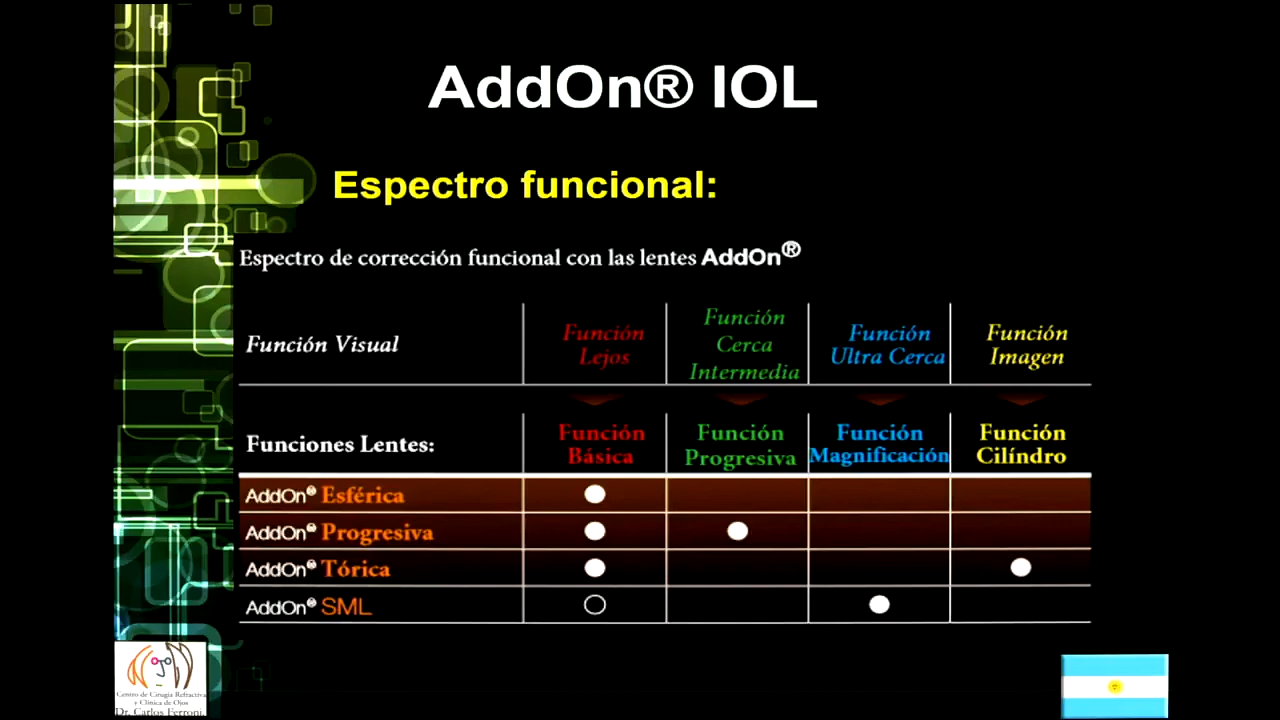 AddOn® IOL
Espectro funcional:
Espectro de corrección funcional con las lentes AddOn®
Función Visual
Función
Lejos
Función
Cerca
Intermedia
Función
Ultra Cerca
Función
Imagen
Funciones Lentes:
Función
Básica
Función
Progresiva
Función
Magnificación
Función
Cilíndro
AddOn® Esférica
AddOn® Progresiva
AddOn® Tórica
AddOn® SML
Centro de Cirugía Refractiva
y Clínica de Ojos
Dr. Carlos Ferroni